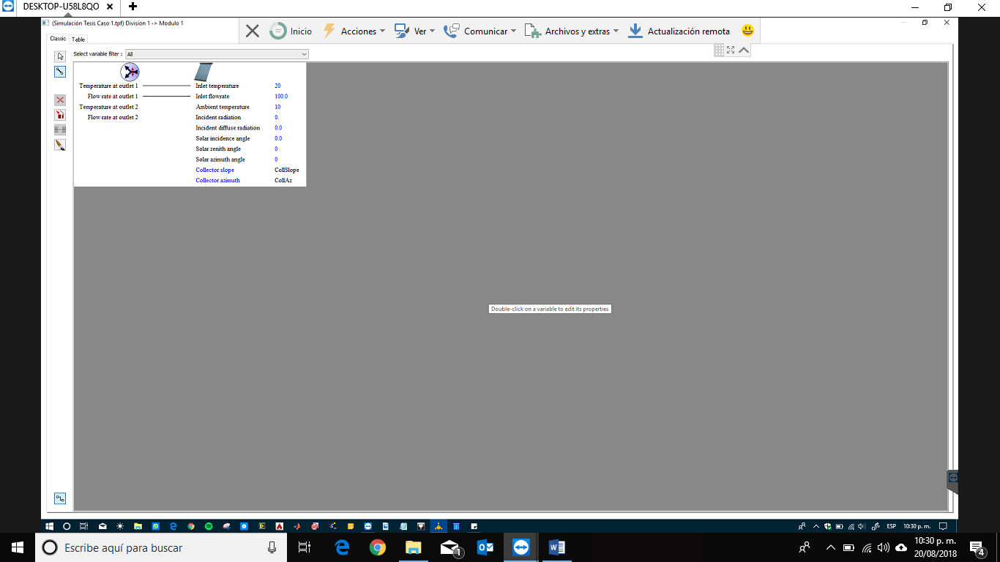 DESKTOP-U58L8QO
(Simulación Tesis Caso 1.tpf) Division 1 -> Modulo 1
Inicio
Acciones
Ver
Comunicar
Archivos y extras
Actualización remota
Classic
Table
Select variable filter :
All
Temperature at outlet 1
Inlet temperature
20
Flow rate at outlet 1
Inlet flowrate
100.0
Temperature at outlet 2
Ambient temperature
10
Flow rate at outlet 2
Incident radiation
0.
Incident diffuse radiation
0.0
Solar incidence angle
0.0
Solar zenith angle
0
Solar azimuth angle
0
Collector slope
CollSlope
Collector azimuth
CollAz
Double-click on a variable to edit its properties
ESP
10:30 p. m.
Escribe aquí para buscar
1
10:30 p. m.
20/08/2018
4